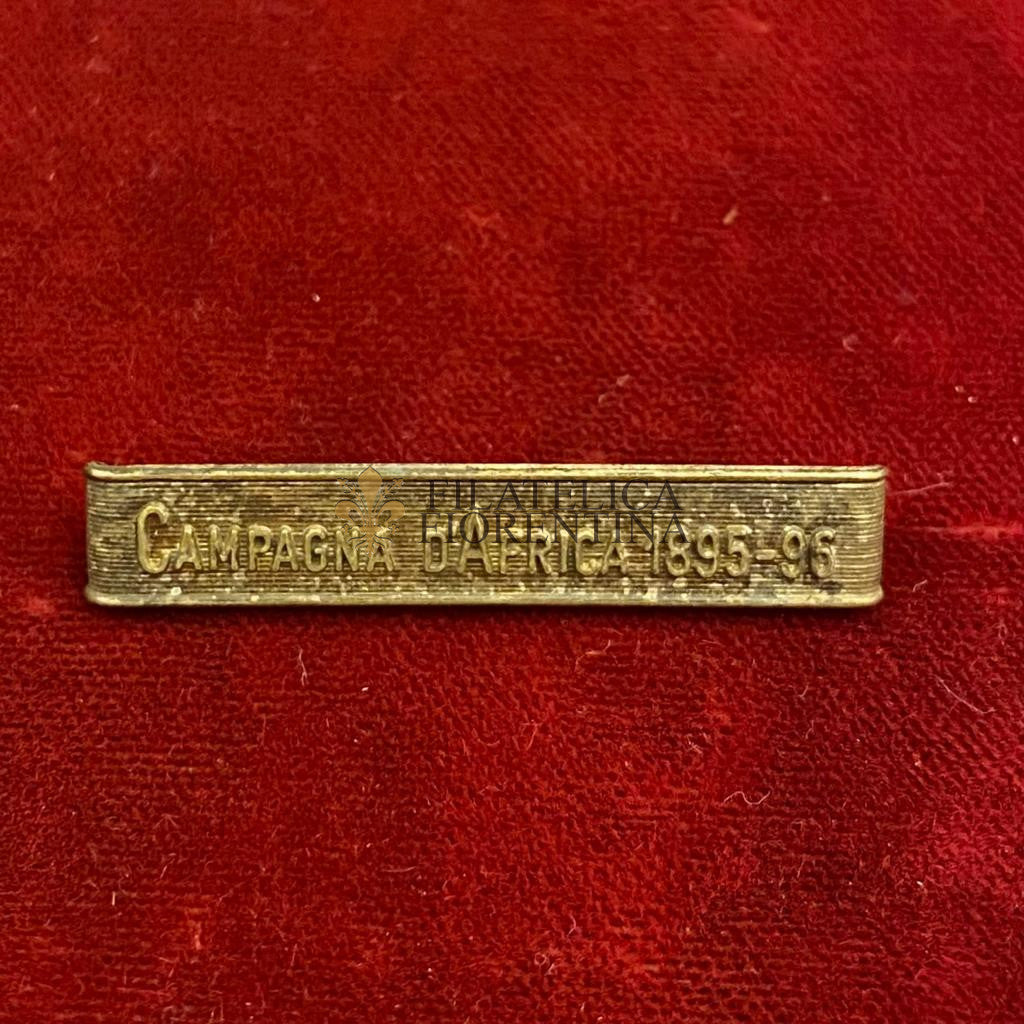 FILATELICA
FIORENTINA
CAMPAGNA D'AFRICA 1895-96